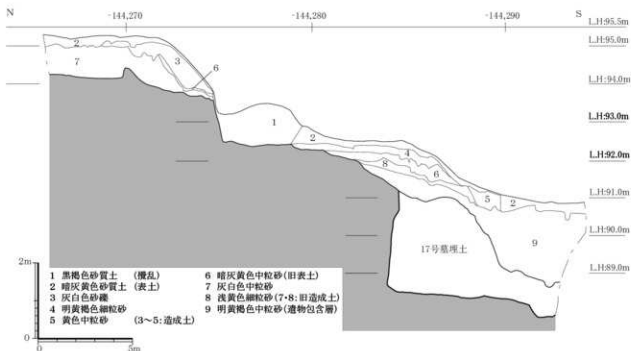 N -144,270 -144,280 -144,290 S
L.H:95.5m
L.H:95.0m
L.H:94.0m
L.H:93.0m
L.H:92.0m
L.H:91.0m
L.H:90.0m
L.H:89.0m
2
7
3
6
1
2
4
8
6
5
2
9
17号墓埋土
2m
0
0 5m
1 黒褐色砂質土 (攪乱)
2 暗灰黄色砂質土 (表土)
3 灰白色砂礫
4 明黄褐色細粒砂
5 黄色中粒砂 (3~5:造成土)
6 暗灰黄色中粒砂(旧表土)
7 灰白色中粒砂
8 浅黄色細粒砂(7・8:旧造成土)
9 明黄褐色中粒砂(遺物包含層)